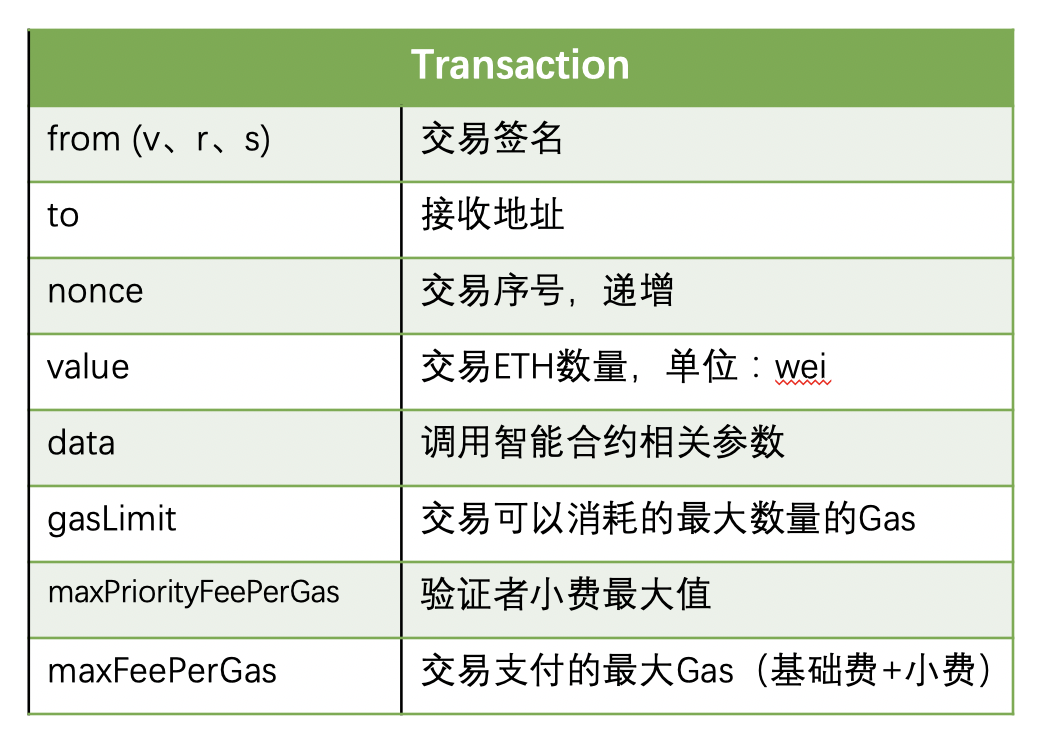 Transaction
from (v、r、s) 交易签名
to 接收地址
nonce 交易序号，递增
value 交易ETH数量，单位：wei
data 调用智能合约相关参数
gasLimit 交易可以消耗的最大数量的Gas
maxPriorityFeePerGas 验证者小费最大值
maxFeePerGas 交易支付的最大Gas（基础费+小费）